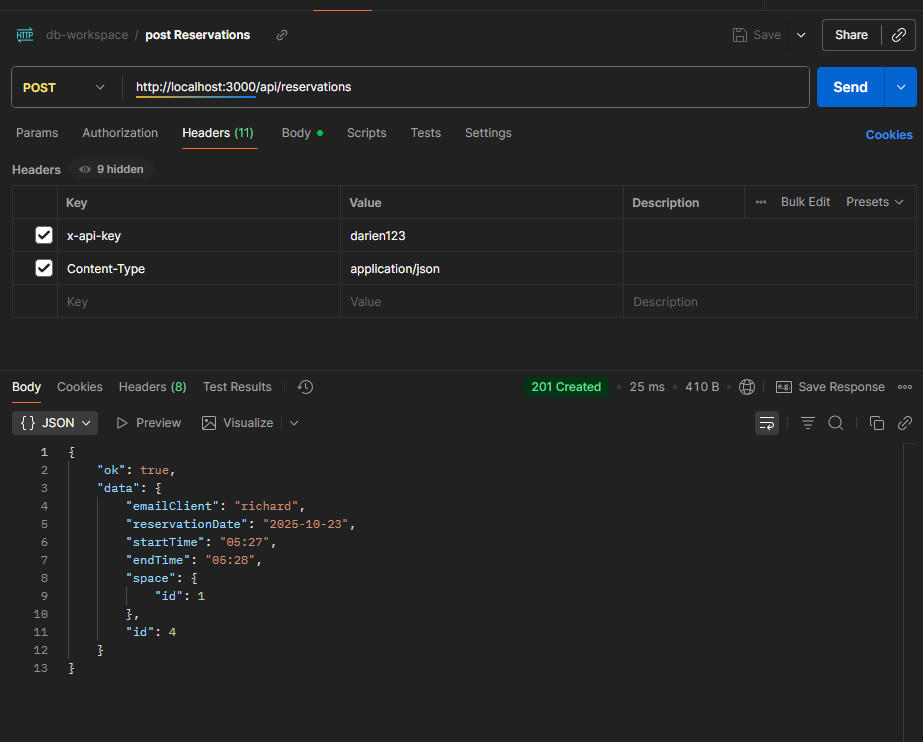 HTTP db-workspace / post Reservations Save Share
POST http://localhost:3000/api/reservations Send
Params Authorization Headers (11) Body Scripts Tests Settings Cookies
Headers 9 hidden
Key Value Description Bulk Edit Presets
x-api-key darien123
Content-Type application/json
Key Value Description
Body Cookies Headers (8) Test Results 201 Created 25 ms 410 B e.g. Save Response
{} JSON Preview Visualize
1 {
2 "ok": true,
3 "data": {
4 "emailClient": "richard",
5 "reservationDate": "2025-10-23",
6 "startTime": "05:27",
7 "endTime": "05:28",
8 "space": {
9 "id": 1
10 },
11 "id": 4
12 }
13 }